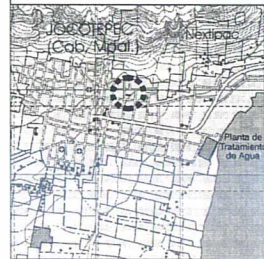 JOCOTEPEC
(Cab. Mpal.)
Nextipac
Planta de
Tratamiento
de Agua